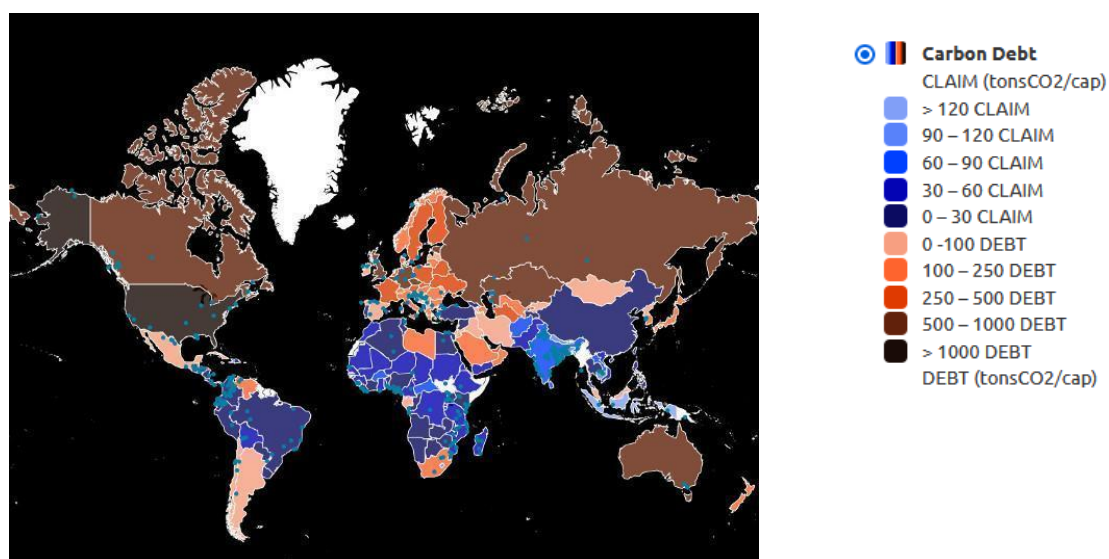 Carbon Debt
CLAIM (tonsCO2/cap)
> 120 CLAIM
90 – 120 CLAIM
60 – 90 CLAIM
30 – 60 CLAIM
0 – 30 CLAIM
0 -100 DEBT
100 – 250 DEBT
250 – 500 DEBT
500 – 1000 DEBT
> 1000 DEBT
DEBT (tonsCO2/cap)